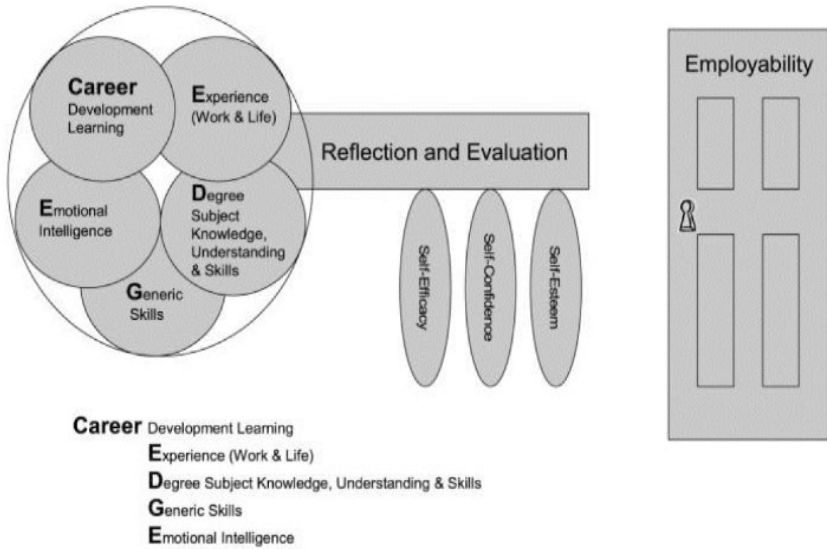 Career
Development
Learning
Experience
(Work & Life)
Emotional
Intelligence
Degree
Subject
Knowledge,
Understanding
& Skills
Generic
Skills
Reflection and Evaluation
Self-Efficacy
Self-Confidence
Self-Esteem
Employability
Career Development Learning
Experience (Work & Life)
Degree Subject Knowledge, Understanding & Skills
Generic Skills
Emotional Intelligence